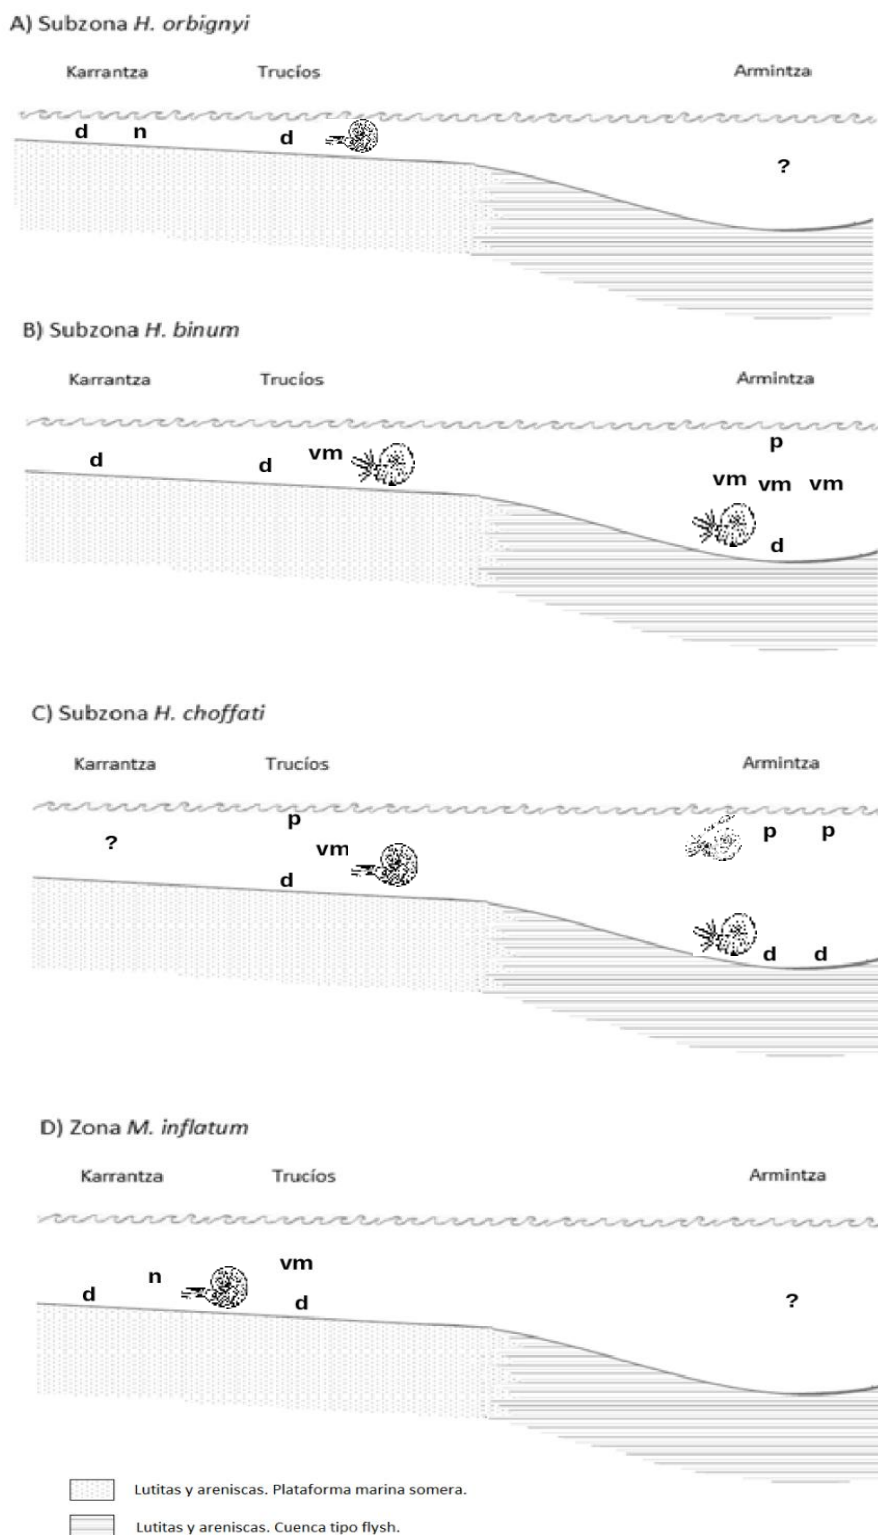 A) Subzona H. orbignyi
Karrantza Trucíos Armintza
d n d ?
B) Subzona H. binum
Karrantza Trucíos Armintza
p
d d vm vm vm vm
d
C) Subzona H. choffati
Karrantza Trucíos Armintza
p p p
? vm
d d d
D) Zona M. inflatum
Karrantza Trucíos Armintza
n vm
d d ?
Lutitas y areniscas. Plataforma marina somera.
Lutitas y areniscas. Cuenca tipo flysh.